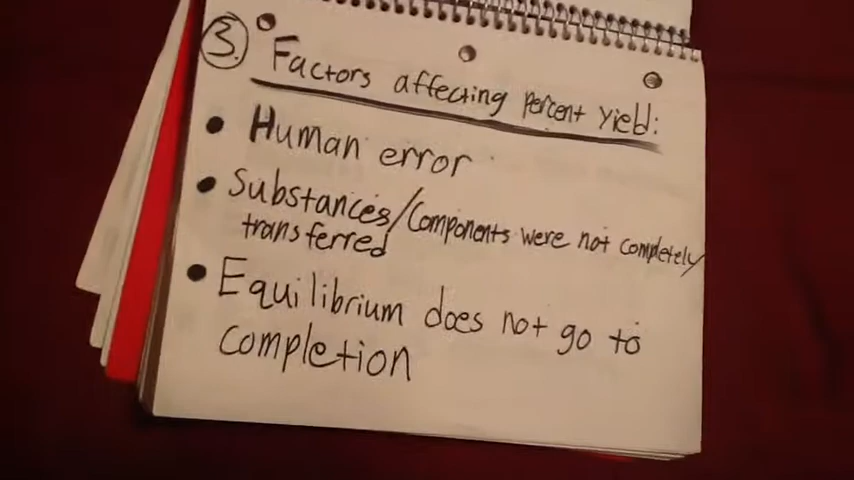 3.
Factors affecting percent yield:
• Human error
• Substances/Components were not completely
transferred
• Equilibrium does not go to
completion